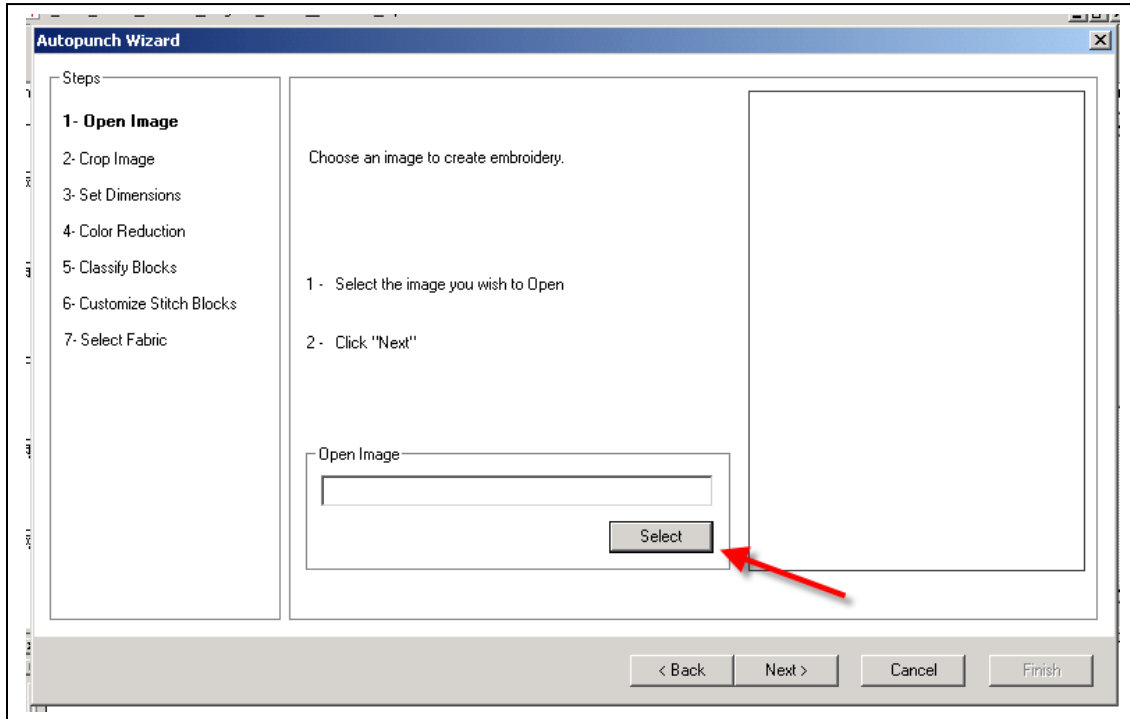 Autopunch Wizard
Steps
1- Open Image
2- Crop Image
3- Set Dimensions
4- Color Reduction
5- Classify Blocks
6- Customize Stitch Blocks
7- Select Fabric
Choose an image to create embroidery.
1 - Select the image you wish to Open
2 - Click "Next"
Open Image
Select
< Back
Next >
Cancel
Finish